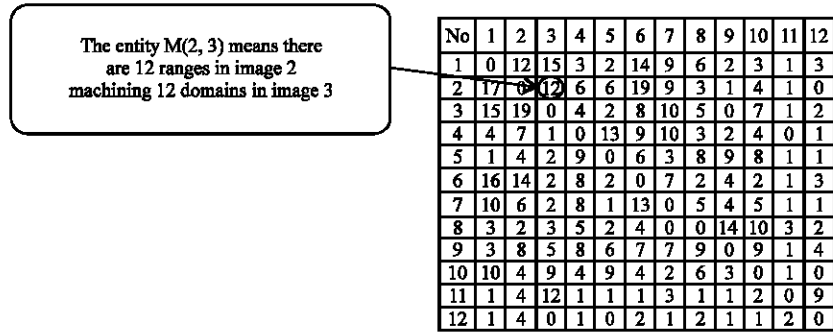 The entity M(2, 3) means there
are 12 ranges in image 2
machining 12 domains in image 3
No 1 2 3 4 5 6 7 8 9 10 11 12
1 0 12 15 3 2 14 9 6 2 3 1 3
2 17 0 12 6 6 19 9 3 1 4 1 0
3 15 19 0 4 2 8 10 5 0 7 1 2
4 4 7 1 0 13 9 10 3 2 4 0 1
5 1 4 2 9 0 6 3 8 9 8 1 1
6 16 14 2 8 2 0 7 2 4 2 1 3
7 10 6 2 8 1 13 0 5 4 5 1 1
8 3 2 3 5 2 4 0 0 14 10 3 2
9 3 8 5 8 6 7 7 9 0 9 1 4
10 10 4 9 4 9 4 2 6 3 0 1 0
11 1 4 12 1 1 1 3 1 1 2 0 9
12 1 4 0 1 0 2 1 2 1 1 2 0